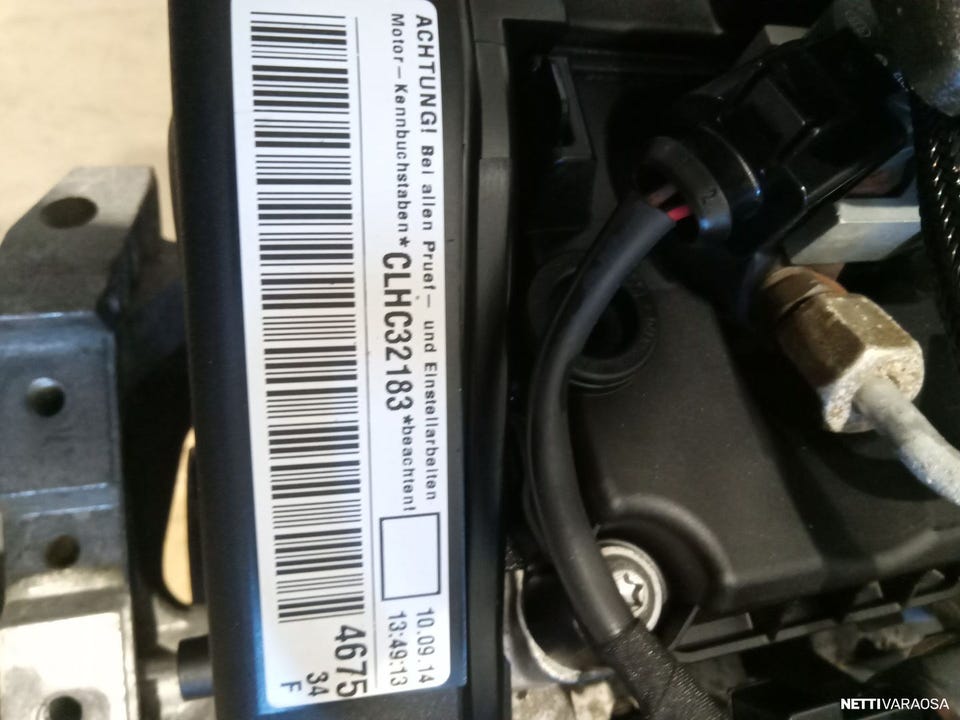 ACHTUNG! Bei allen Pruef- und Einstellarbeiten
Motor-Kennbuchstaben*CLHC32183*beachten!
10.09.14
13:49:13
4675
34
F
2
NETTIVARAOSA